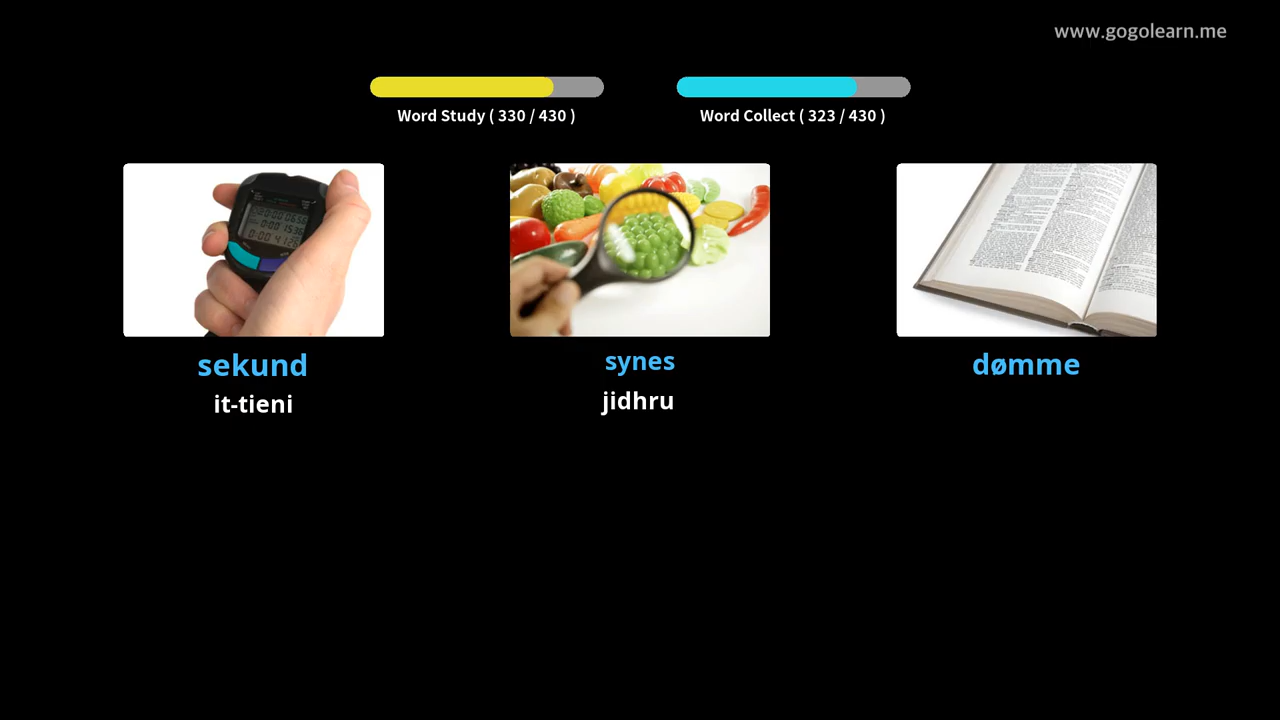 www.gogolearn.me
Word Study ( 330 / 430 )
Word Collect ( 323 / 430 )
sekund
it-tieni
synes
jidhru
dømme